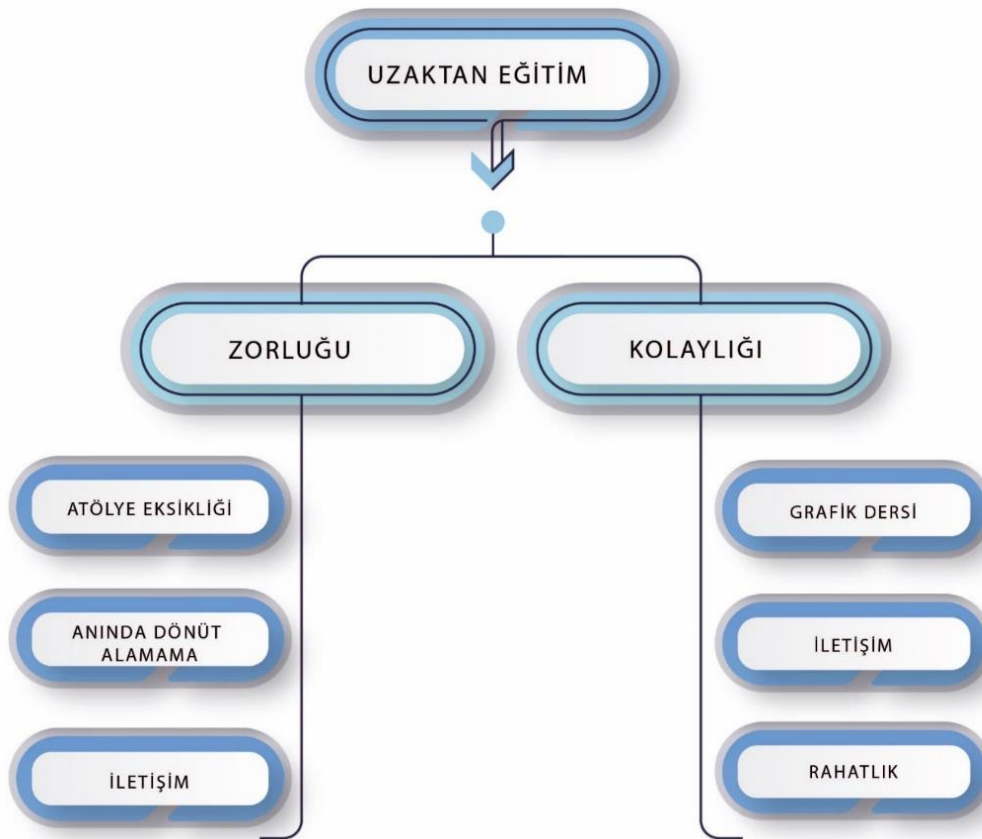 UZAKTAN EĞİTİM
ZORLUĞU
KOLAYLIĞI
ATÖLYE EKSİKLİĞİ
ANINDA DÖNÜT
ALAMAMA
İLETİŞİM
GRAFİK DERSİ
İLETİŞİM
RAHATLIK